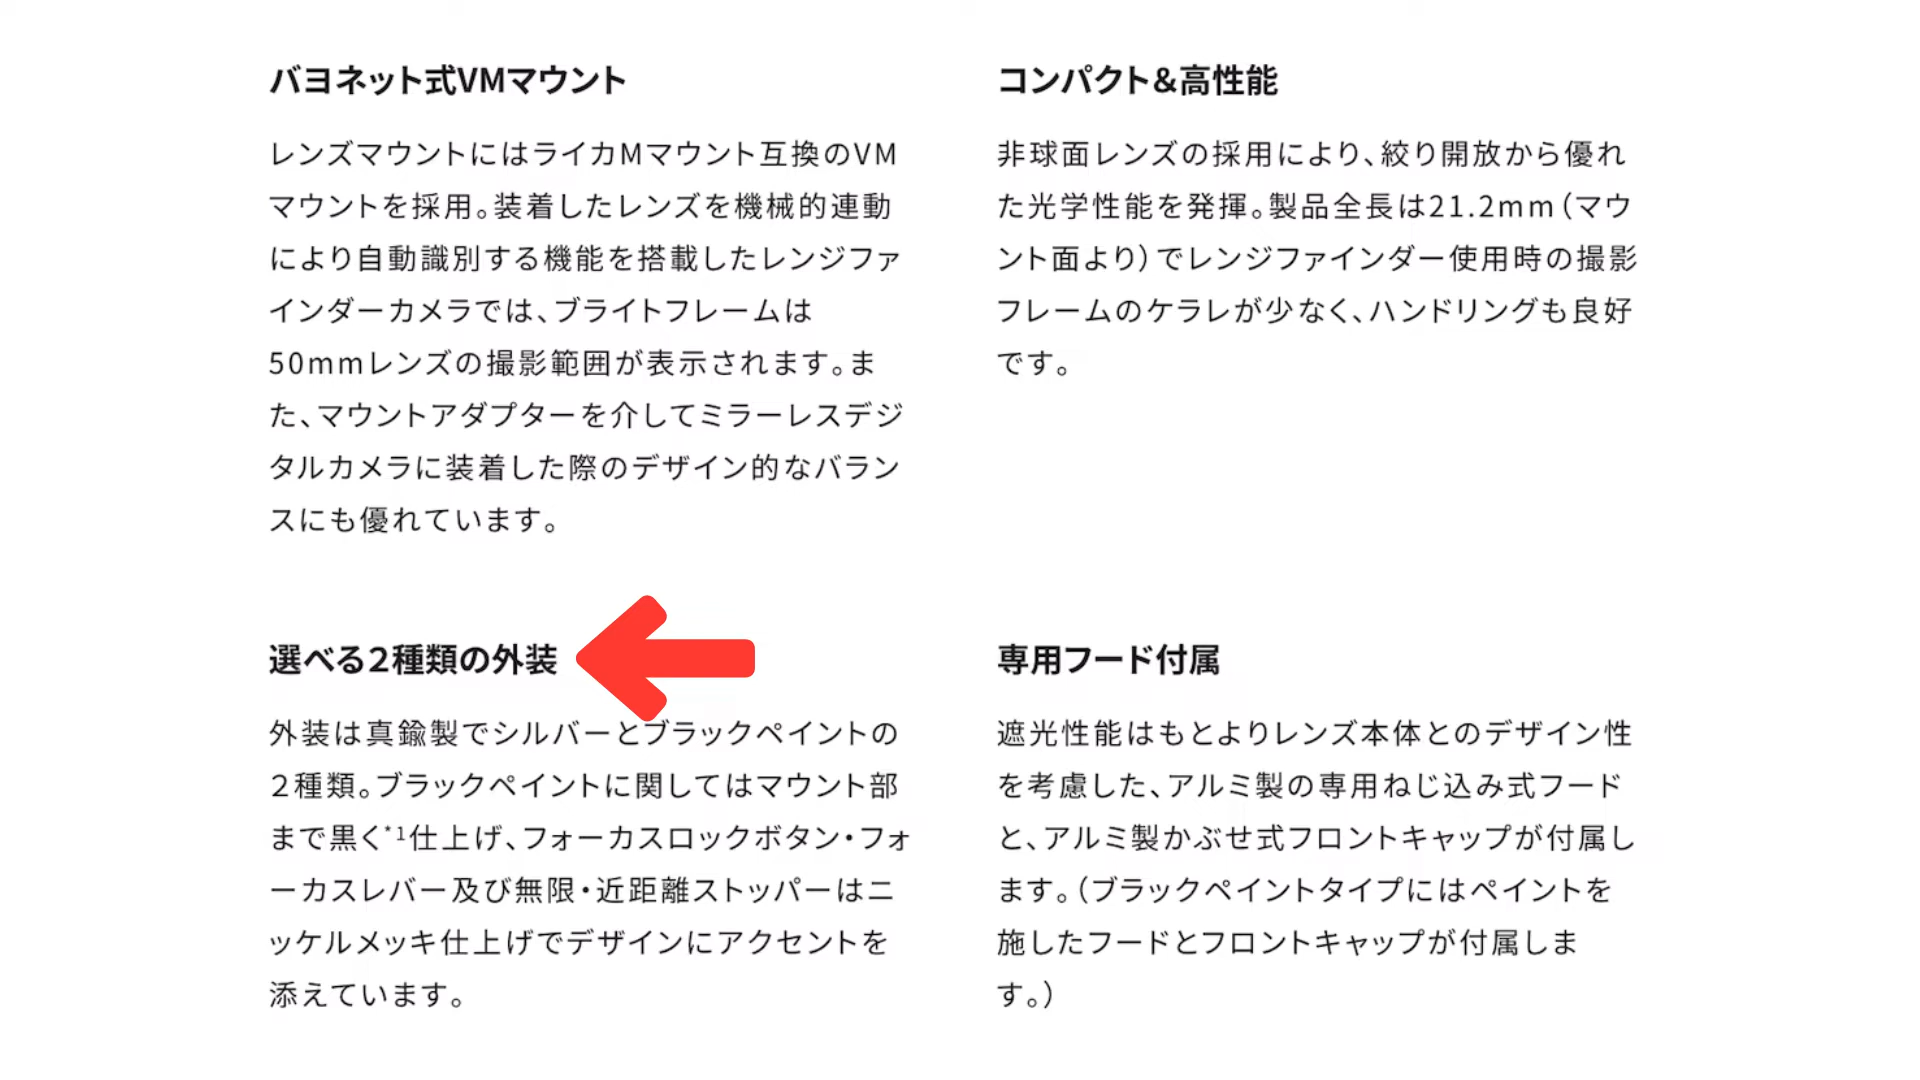 バヨネット式VMマウント
レンズマウントにはライカMマウント互換のVM
マウントを採用。装着したレンズを機械的連動
により自動識別する機能を搭載したレンジファ
インダーカメラでは、ブライトフレームは
50mmレンズの撮影範囲が表示されます。ま
た、マウントアダプターを介してミラーレスデジ
タルカメラに装着した際のデザイン的なバラン
スにも優れています。
コンパクト＆高性能
非球面レンズの採用により、絞り開放から優れ
た光学性能を発揮。製品全長は21.2mm（マウ
ント面より）でレンジファインダー使用時の撮影
フレームのケラレが少なく、ハンドリングも良好
です。
選べる２種類の外装
外装は真鍮製でシルバーとブラックペイントの
２種類。ブラックペイントに関してはマウント部
まで黒く*1仕上げ、フォーカスロックボタン・フォ
ーカスレバー及び無限・近距離ストッパーはニ
ッケルメッキ仕上げでデザインにアクセントを
添えています。
専用フード付属
遮光性能はもとよりレンズ本体とのデザイン性
を考慮した、アルミ製の専用ねじ込み式フード
と、アルミ製かぶせ式フロントキャップが付属し
ます。（ブラックペイントタイプにはペイントを
施したフードとフロントキャップが付属しま
す。）